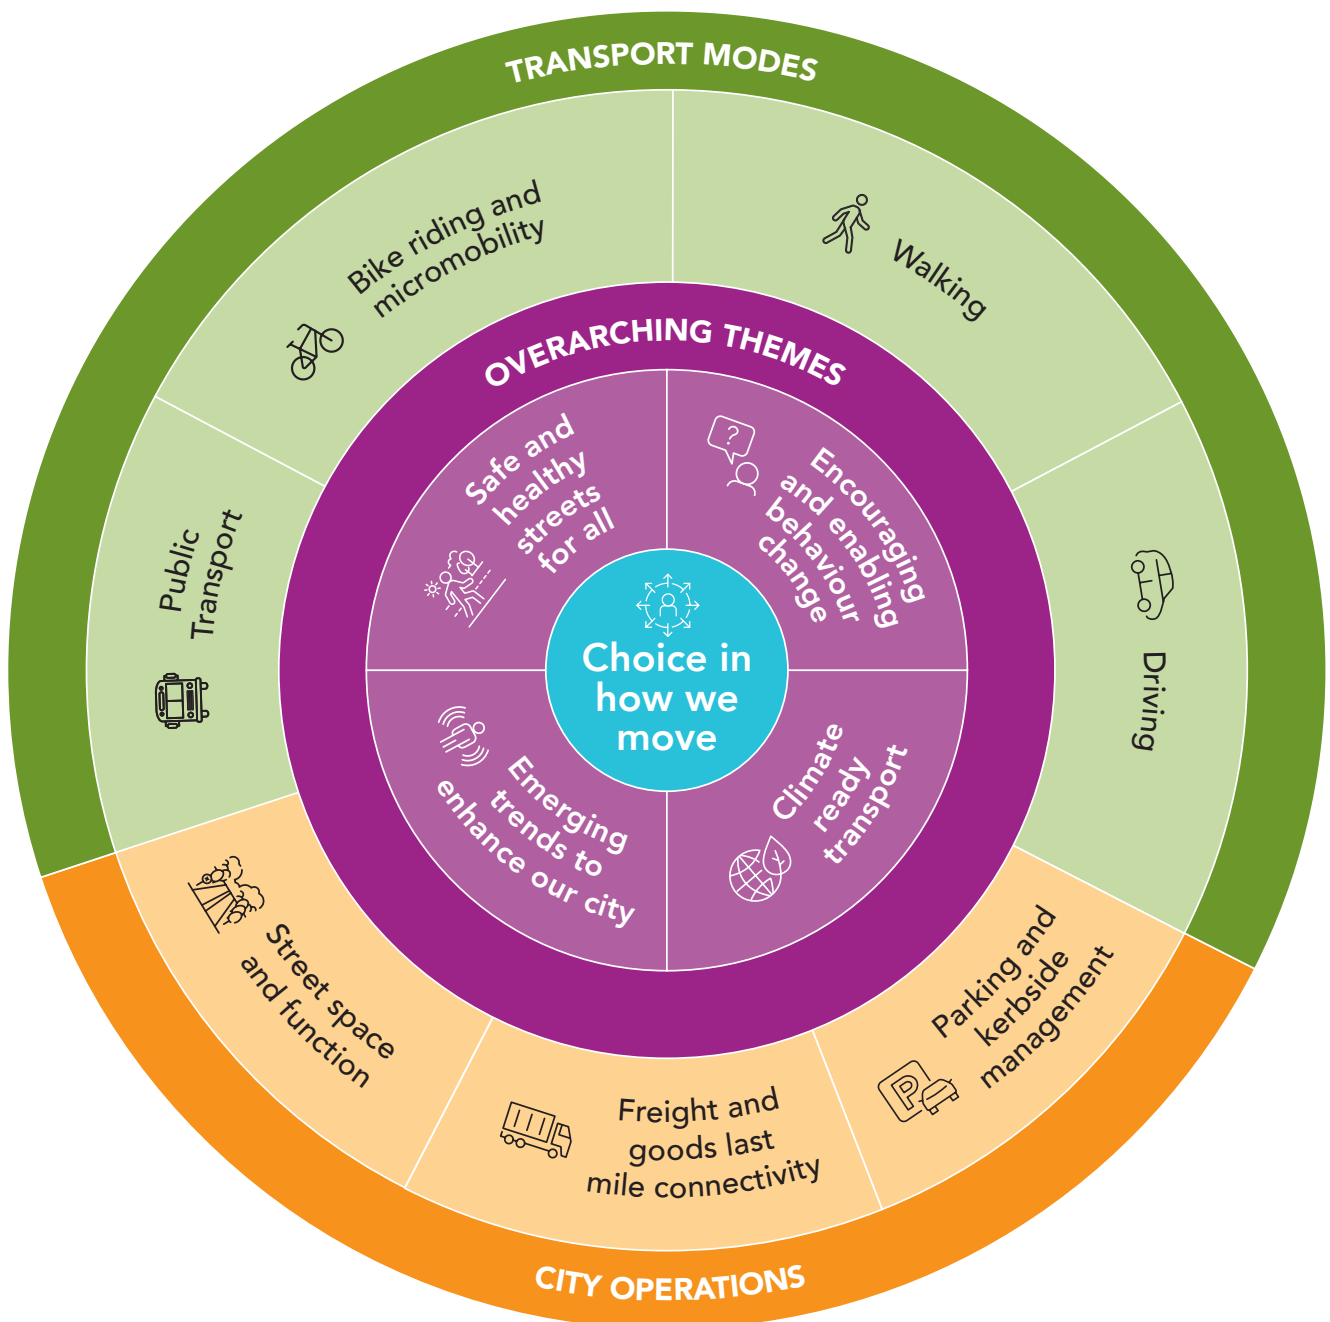 TRANSPORT MODES
Bike riding and
micromobility
Walking
Public
Transport
Driving
OVERARCHING THEMES
Safe and
healthy
streets
for all
?
Encouraging
and enabling
behaviour
change
Choice in
how we
move
Emerging
trends to
enhance our city
Climate
ready
transport
Street space
and function
Freight and
goods last
mile connectivity
P
Parking and
kerbside
management
CITY OPERATIONS